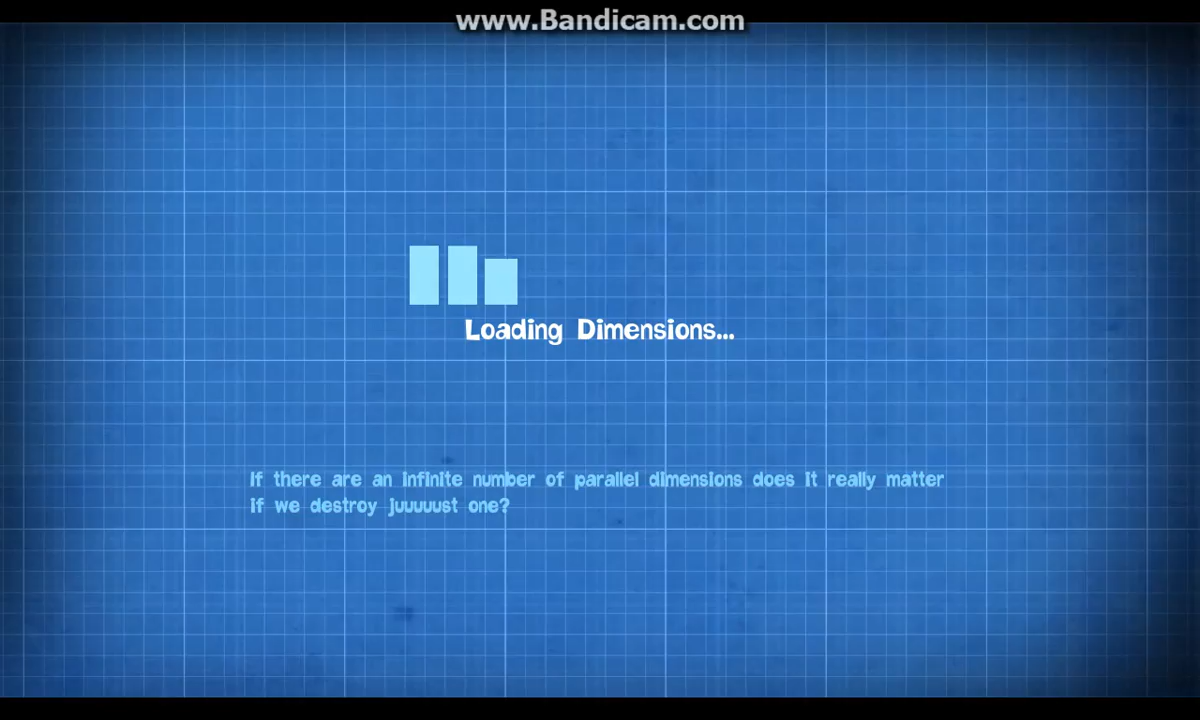 www.Bandicam.com
Loading Dimensions...
If there are an infinite number of parallel dimensions does it really matter
if we destroy juuuuust one?